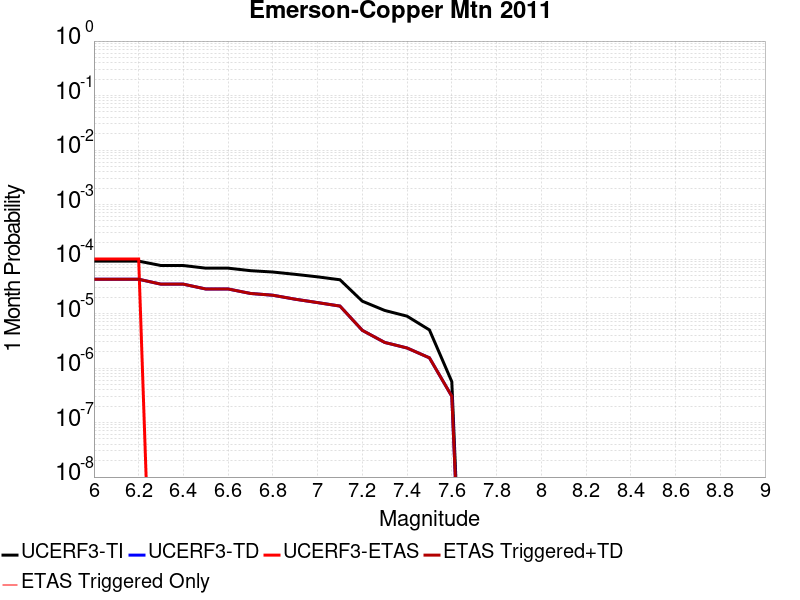 Emerson-Copper Mtn 2011
1 Month Probability
10^0
10^-1
10^-2
10^-3
10^-4
10^-5
10^-6
10^-7
10^-8
6 6.2 6.4 6.6 6.8 7 7.2 7.4 7.6 7.8 8 8.2 8.4 8.6 8.8 9
Magnitude
UCERF3-TI UCERF3-TD UCERF3-ETAS ETAS Triggered+TD
ETAS Triggered Only